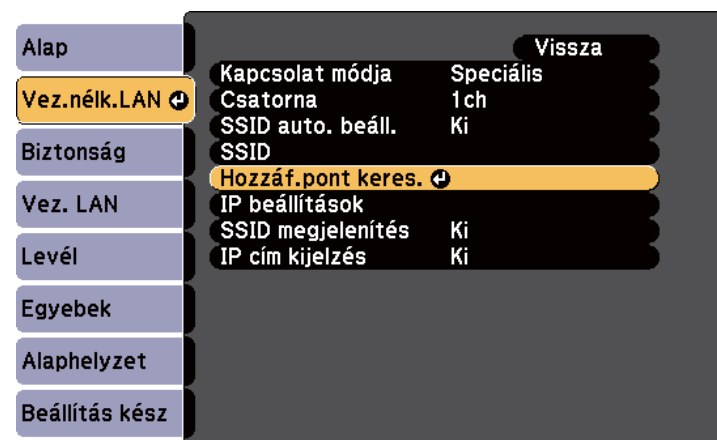 Alap
Vez.nélk.LAN
Biztonság
Vez. LAN
Levél
Egyebek
Alaphelyzet
Beállítás kész
Vissza
Kapcsolat módja Speciális
Csatorna 1ch
SSID auto. beáll. Ki
SSID
Hozzáf.pont keres.
IP beállítások
SSID megjelenítés Ki
IP cím kijelzés Ki